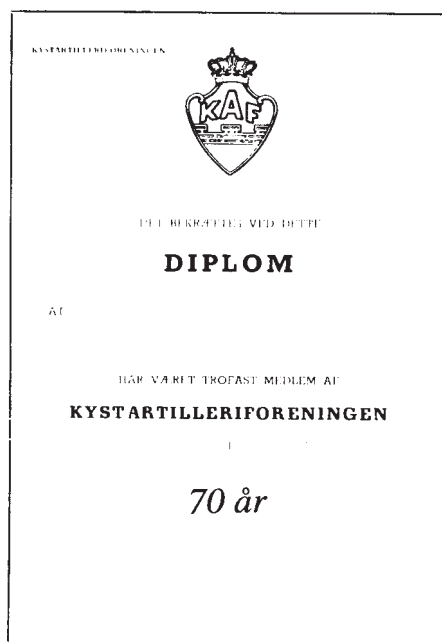 KYSTARTILLERIFORENINGEN
KAF
DET BEKRÆFTES VED DETTE
DIPLOM
AT
HAR VÆRET TROFAST MEDLEM AF
KYSTARTILLERIFORENINGEN
I
70 år